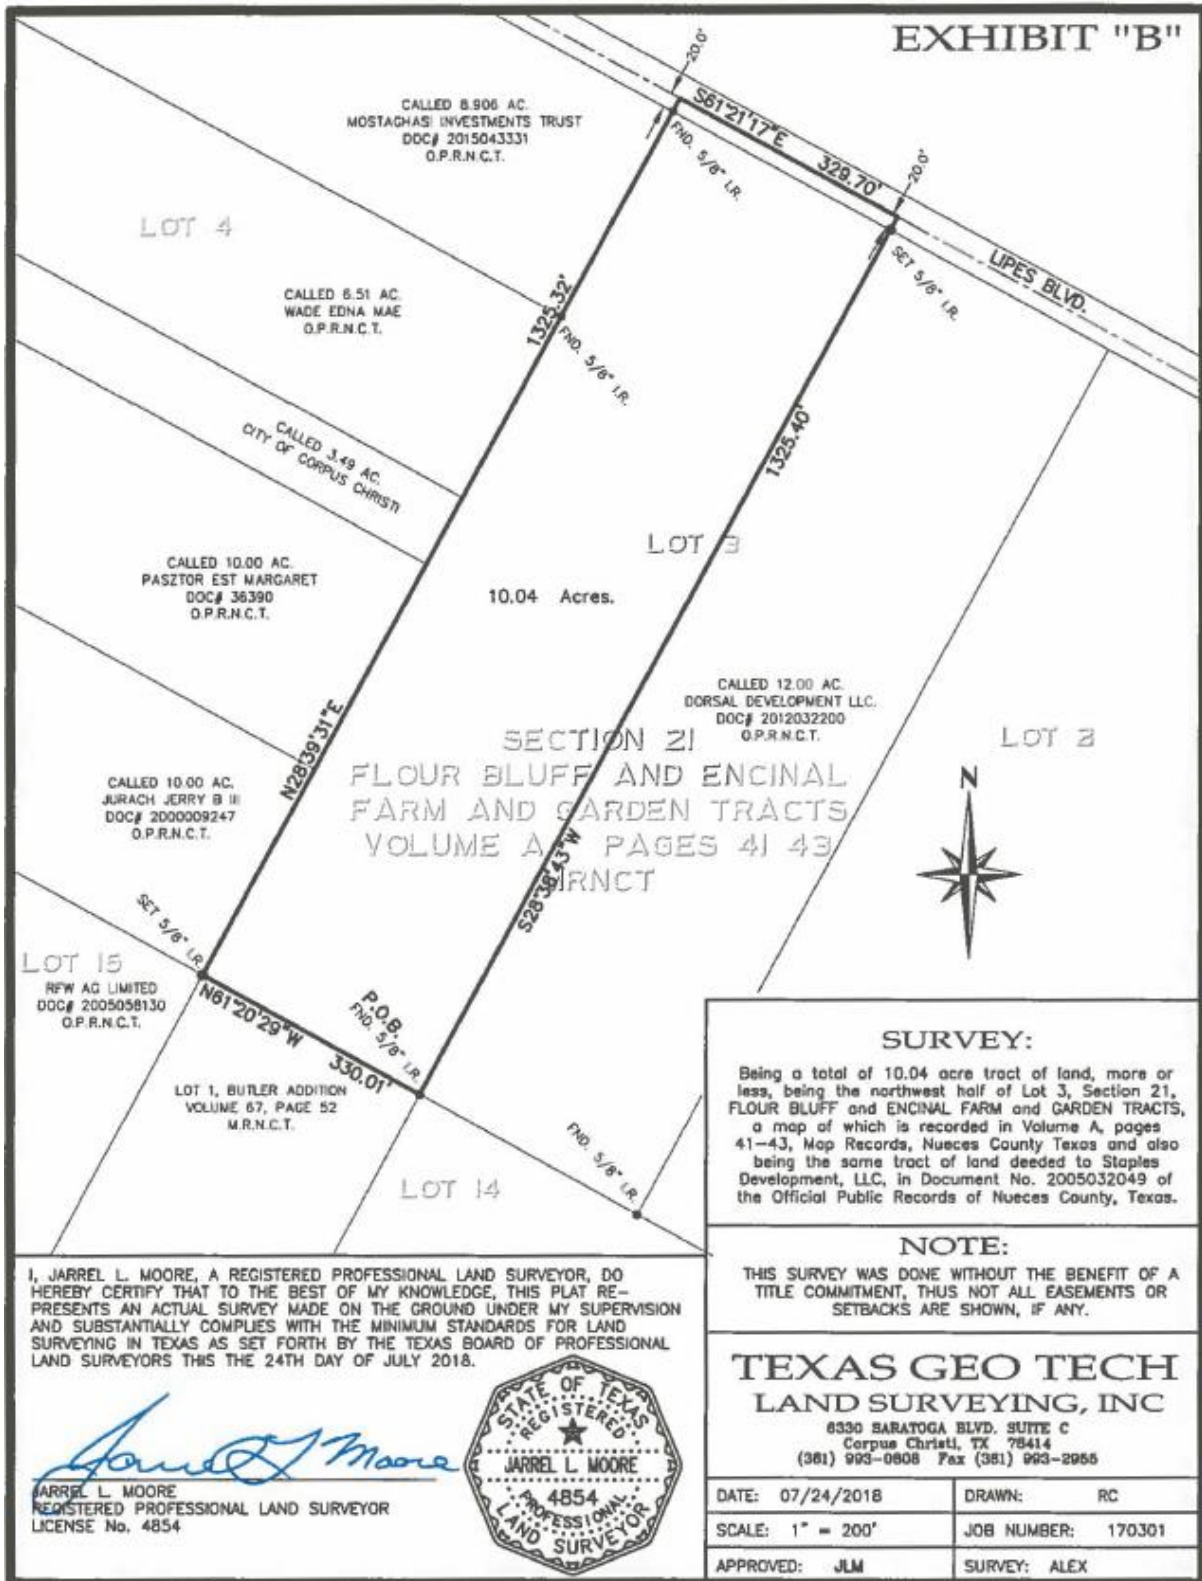 EXHIBIT "B"
20.0'
S61°21'17"E
329.70'
20.0'
CALLED 8.906 AC.
MOSTAGHASI INVESTMENTS TRUST
DOC# 2015043331
O.P.R.N.C.T.
FND. 5/8" I.R.
LOT 4
SET 5/8" I.R.
LIPES BLVD.
CALLED 6.51 AC.
WADE EDNA MAE
O.P.R.N.C.T.
1325.32'
FND. 5/8" I.R.
CALLED 3.49 AC.
CITY OF CORPUS CHRISTI
1325.40'
LOT 3
CALLED 10.00 AC.
PASZTOR EST MARGARET
DOC# 36390
O.P.R.N.C.T.
10.04 Acres.
CALLED 12.00 AC.
DORSAL DEVELOPMENT LLC.
DOC# 2012032200
O.P.R.N.C.T.
N28°39'31"E
LOT 2
SECTION 21
FLOUR BLUFF AND ENCINAL
FARM AND GARDEN TRACTS
VOLUME A, PAGES 41 43
MRNCT
N
CALLED 10.00 AC.
JURACH JERRY B III
DOC# 2000009247
O.P.R.N.C.T.
S28°38'43"W
SET 5/8" I.R.
LOT 15
RFW AG LIMITED
DOC# 2005058130
O.P.R.N.C.T.
N61°20'29"W
330.01'
P.O.B.
FND. 5/8" I.R.
LOT 1, BUTLER ADDITION
VOLUME 67, PAGE 52
M.R.N.C.T.
FND. 5/8" I.R.
LOT 14
SURVEY:
Being a total of 10.04 acre tract of land, more or
less, being the northwest half of Lot 3, Section 21,
FLOUR BLUFF and ENCINAL FARM and GARDEN TRACTS,
a map of which is recorded in Volume A, pages
41-43, Map Records, Nueces County Texas and also
being the same tract of land deeded to Staples
Development, LLC, in Document No. 2005032049 of
the Official Public Records of Nueces County, Texas.
NOTE:
THIS SURVEY WAS DONE WITHOUT THE BENEFIT OF A
TITLE COMMITMENT, THUS NOT ALL EASEMENTS OR
SETBACKS ARE SHOWN, IF ANY.
I, JARREL L. MOORE, A REGISTERED PROFESSIONAL LAND SURVEYOR, DO
HEREBY CERTIFY THAT TO THE BEST OF MY KNOWLEDGE, THIS PLAT RE-
PRESENTS AN ACTUAL SURVEY MADE ON THE GROUND UNDER MY SUPERVISION
AND SUBSTANTIALLY COMPLIES WITH THE MINIMUM STANDARDS FOR LAND
SURVEYING IN TEXAS AS SET FORTH BY THE TEXAS BOARD OF PROFESSIONAL
LAND SURVEYORS THIS THE 24TH DAY OF JULY 2018.
Jarrel L Moore
JARREL L. MOORE
REGISTERED PROFESSIONAL LAND SURVEYOR
LICENSE No. 4854
STATE OF TEXAS
REGISTERED
JARREL L. MOORE
4854
PROFESSIONAL
LAND SURVEYOR
TEXAS GEO TECH
LAND SURVEYING, INC
6330 SARATOGA BLVD. SUITE C
Corpus Christi, TX 78414
(361) 993-0808 Fax (361) 993-2955
DATE: 07/24/2018
DRAWN: RC
SCALE: 1" = 200'
JOB NUMBER: 170301
APPROVED: JLM
SURVEY: ALEX